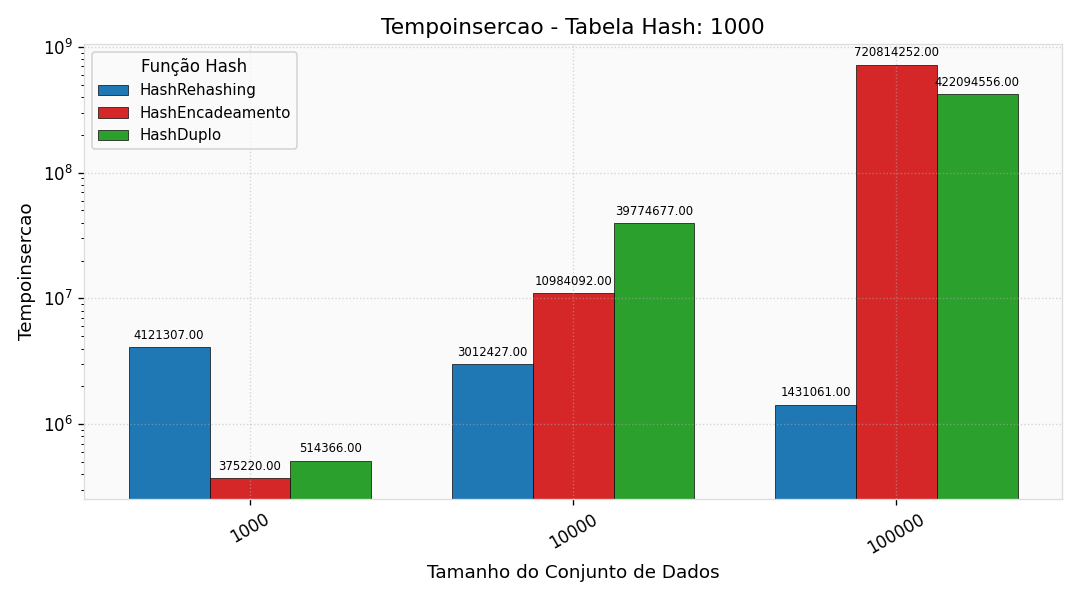 Tempoinsercao - Tabela Hash: 1000
10⁹
10⁸
10⁷
10⁶
Tempoinsercao
Função Hash
HashRehashing
HashEncadeamento
HashDuplo
4121307.00
375220.00
514366.00
3012427.00
10984092.00
39774677.00
1431061.00
720814252.00
422094556.00
1000
10000
100000
Tamanho do Conjunto de Dados